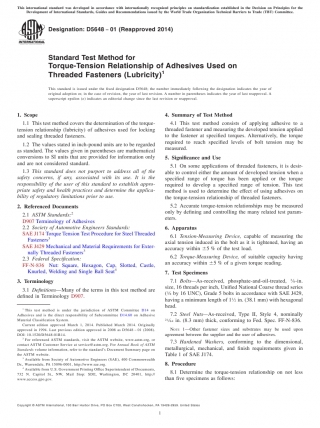 This international standard was developed in accordance with internationally recognized principles on standardization established in the Decision on Principles for the
Development of International Standards, Guides and Recommendations issued by the World Trade Organization Technical Barriers to Trade (TBT) Committee.
Designation: D5648 − 01 (Reapproved 2014)
INTERNATIONAL
Standard Test Method for
Torque-Tension Relationship of Adhesives Used on
Threaded Fasteners (Lubricity)1
This standard is issued under the fixed designation D5648; the number immediately following the designation indicates the year of
original adoption or, in the case of revision, the year of last revision. A number in parentheses indicates the year of last reapproval. A
superscript epsilon (ε) indicates an editorial change since the last revision or reapproval.
1. Scope
1.1 This test method covers the determination of the torque-
tension relationship (lubricity) of adhesives used for locking
and sealing threaded fasteners.
1.2 The values stated in inch-pound units are to be regarded
as standard. The values given in parentheses are mathematical
conversions to SI units that are provided for information only
and are not considered standard.
1.3 This standard does not purport to address all of the
safety concerns, if any, associated with its use. It is the
responsibility of the user of this standard to establish appro-
priate safety and health practices and determine the applica-
bility of regulatory limitations prior to use.
2. Referenced Documents
2.1 ASTM Standards:2
D907 Terminology of Adhesives
2.2 Society of Automotive Engineers Standards:
SAE J174 Torque Tension Test Procedure for Steel Threaded
Fasteners3
SAE J429 Mechanical and Material Requirements for Exter-
nally Threaded Fasteners3
2.3 Federal Specification:
FF-N-836 Nut: Square, Hexagon, Cap, Slotted, Castle,
Knurled, Welding and Single Ball Seat4
3. Terminology
3.1 Definitions—Many of the terms in this test method are
defined in Terminology D907.
1 This test method is under the jurisdiction of ASTM Committee D14 on
Adhesives and is the direct responsibility of Subcommittee D14.40 on Adhesive
Material Classification System.
Current edition approved March 1, 2014. Published March 2014. Originally
approved in 1994. Last previous edition approved in 2008 as D5648 – 01 (2008).
2 For referenced ASTM standards, visit the ASTM website, www.astm.org, or
contact ASTM Customer Service at service@astm.org. For Annual Book of ASTM
Standards volume information, refer to the standard's Document Summary page on
the ASTM website.
3 Available from Society of Automotive Engineers (SAE), 400 Commonwealth
Dr., Warrendale, PA 15096-0001, http://www.sae.org.
4 Available from U.S. Government Printing Office Superintendent of Documents,
732 N. Capitol St., NW, Mail Stop: SDE, Washington, DC 20401, http://
www.access.gpo.gov.
4. Summary of Test Method
4.1 This test method consists of applying adhesive to a
threaded fastener and measuring the developed tension applied
to the fastener at specified torques. Alternatively, the torque
required to reach specified levels of bolt tension may be
measured.
5. Significance and Use
5.1 On some applications of threaded fasteners, it is desir-
able to control either the amount of developed tension when a
specified torque range has been applied or the torque
required to develop a specified range of tension. This test
method is used to determine the effect of using adhesives on
the torque-tension relationship of threaded fasteners.
5.2 Accurate torque-tension relationships may be measured
only by defining and controlling the many related test param-
eters.
6. Apparatus
6.1 Tension-Measuring Device, capable of measuring the
axial tension induced in the bolt as it is tightened, having an
accuracy within ±5 % of the test load.
6.2 Torque-Measuring Device, of suitable capacity having
an accuracy within ±5 % of a given torque reading.
7. Test Specimens
7.1 Bolts—As-received, phosphate-and-oil-treated,
size, 16 threads per inch, Unified National Coarse thread series
by 16 UNC), Grade 5 bolts in accordance with SAE J429,
having a minimum length of 1½ in. (38.1 mm) with hexagonal
head.
7.2 Steel Nuts—As-received, Type II, Style 4, nominally
in. (8.3 mm) thick, conforming to Fed. Spec. FF-N-836.
NOTE 1—Other fastener sizes and substrates may be used upon
agreement between the supplier and the user of adhesives.
7.3 Hardened Washers, conforming to the dimensional,
metallurgical, mechanical, and finish requirements given in
Table 1 of SAE J174.
8. Procedure
8.1 Determine the torque-tension relationship on not less
than five specimens as follows:
Copyright © ASTM International, 100 Barr Harbor Drive, PO Box C700, West Conshohocken, PA 19428-2959. United States
1